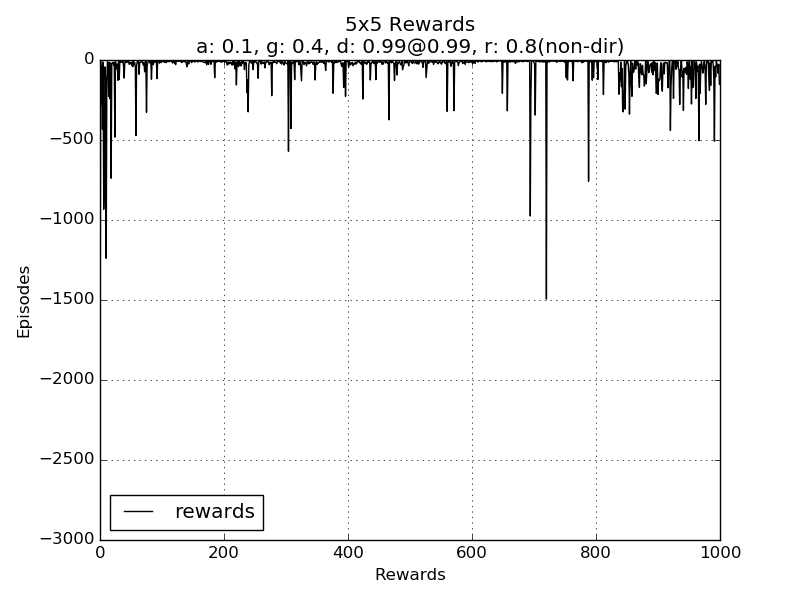 5x5 Rewards
a: 0.1, g: 0.4, d: 0.99@0.99, r: 0.8(non-dir)
0
−500
−1000
−1500
−2000
−2500
−3000
Episodes
rewards
0 200 400 600 800 1000
Rewards